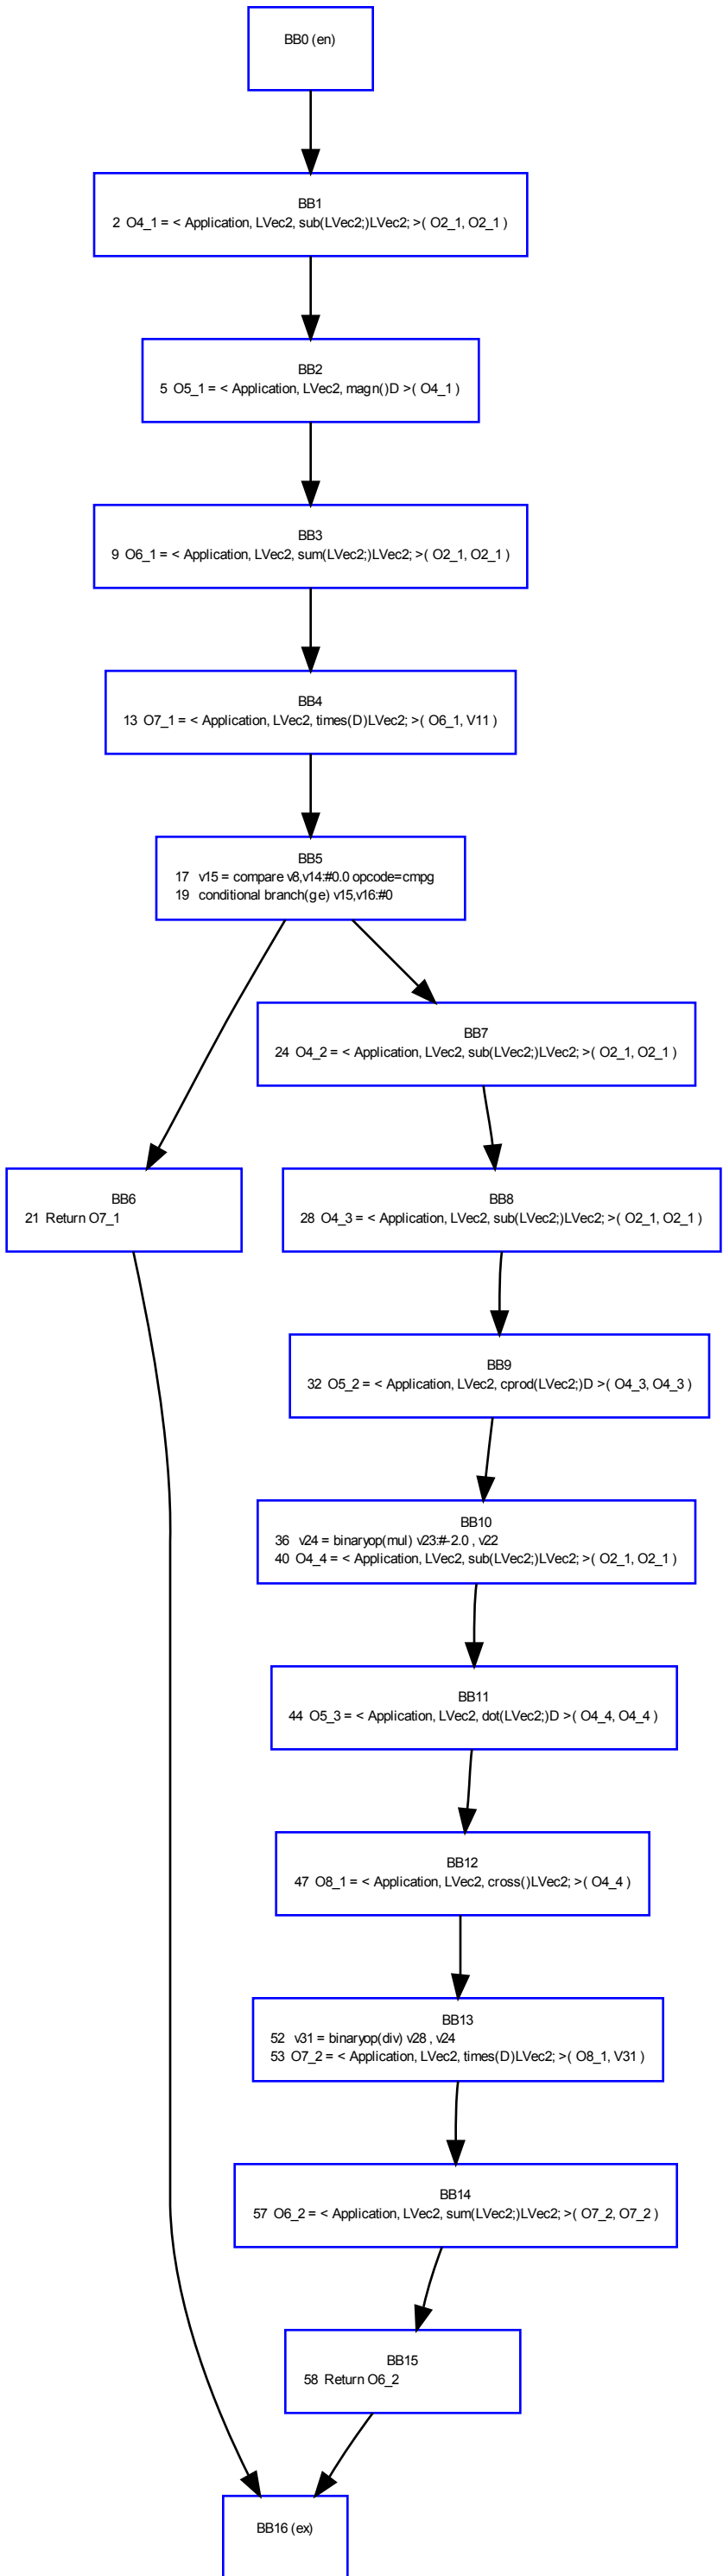 BB0 (en)
BB1
2 O4_1 = < Application, LVec2, sub(LVec2;)LVec2; >( O2_1, O2_1 )
BB2
5 O5_1 = < Application, LVec2, magn()D >( O4_1 )
BB3
9 O6_1 = < Application, LVec2, sum(LVec2;)LVec2; >( O2_1, O2_1 )
BB4
13 O7_1 = < Application, LVec2, times(D)LVec2; >( O6_1, V11 )
BB5
17 v15 = compare v8,v14:#0.0 opcode=cmpg
19 conditional branch(ge) v15,v16:#0
BB7
24 O4_2 = < Application, LVec2, sub(LVec2;)LVec2; >( O2_1, O2_1 )
BB6
21 Return O7_1
BB8
28 O4_3 = < Application, LVec2, sub(LVec2;)LVec2; >( O2_1, O2_1 )
BB9
32 O5_2 = < Application, LVec2, cprod(LVec2;)D >( O4_3, O4_3 )
BB10
36 v24 = binaryop(mul) v23:#-2.0 , v22
40 O4_4 = < Application, LVec2, sub(LVec2;)LVec2; >( O2_1, O2_1 )
BB11
44 O5_3 = < Application, LVec2, dot(LVec2;)D >( O4_4, O4_4 )
BB12
47 O8_1 = < Application, LVec2, cross()LVec2; >( O4_4 )
BB13
52 v31 = binaryop(div) v28 , v24
53 O7_2 = < Application, LVec2, times(D)LVec2; >( O8_1, V31 )
BB14
57 O6_2 = < Application, LVec2, sum(LVec2;)LVec2; >( O7_2, O7_2 )
BB15
58 Return O6_2
BB16 (ex)